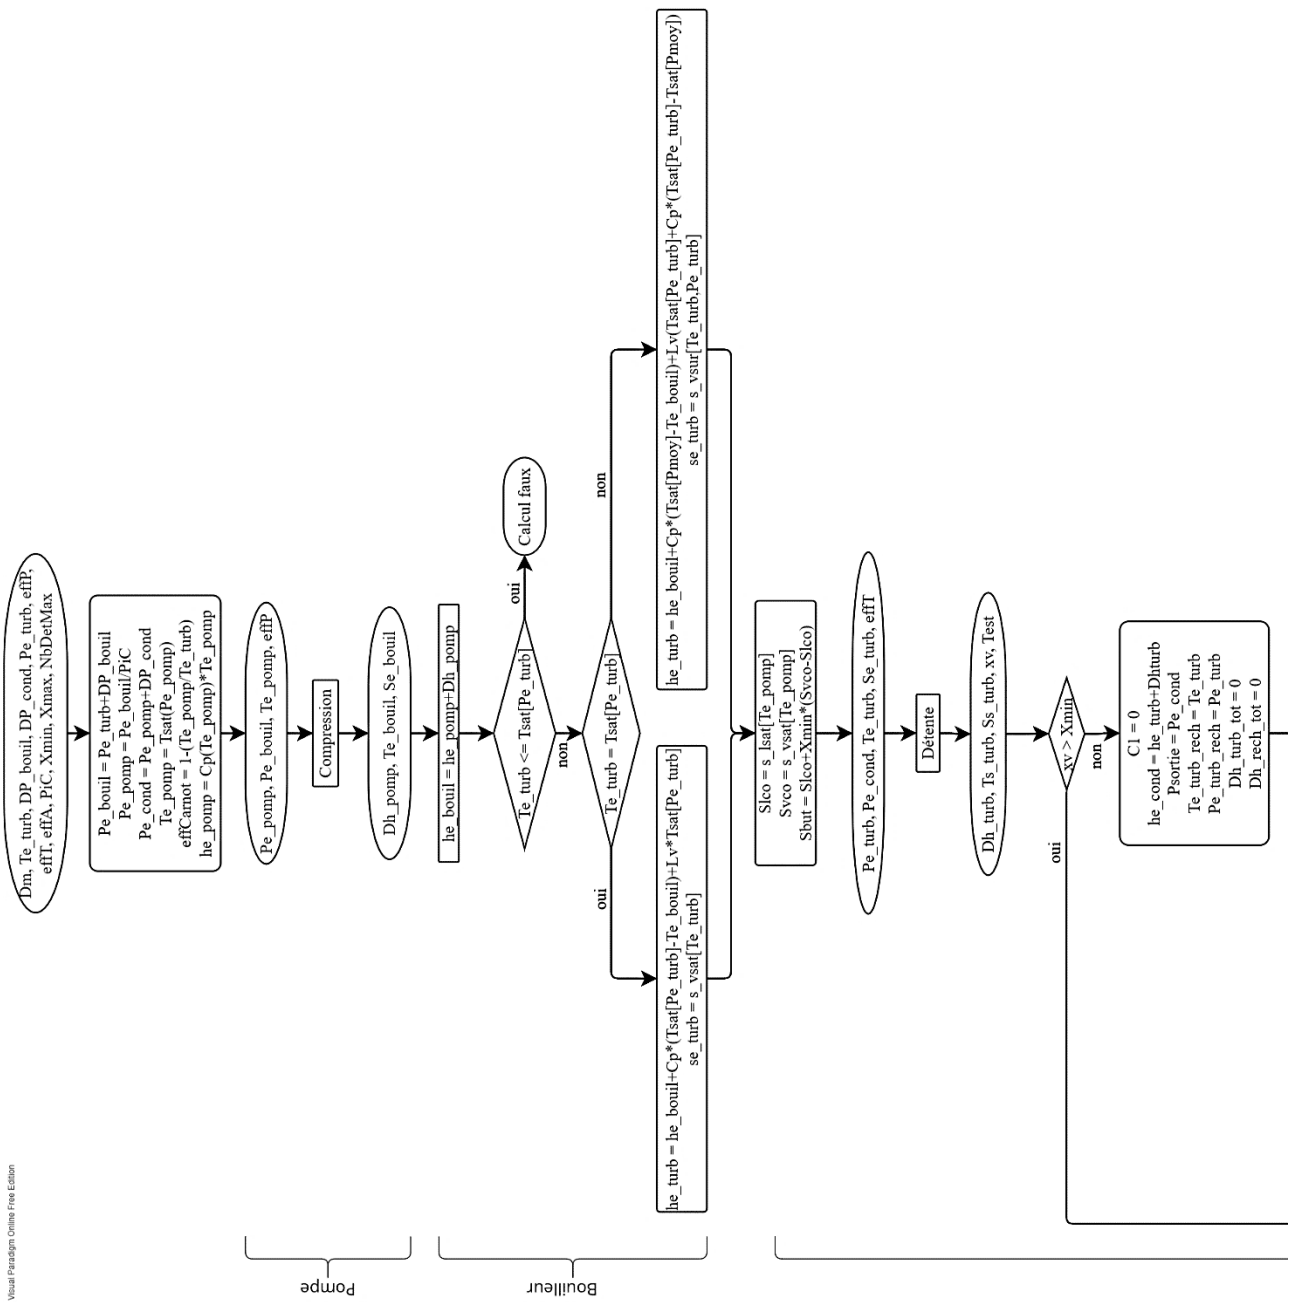 Visual Paradigm Online Free Edition
Dm, Te_turb, DP_bouil, DP_cond, Pe_turb, effP,
effT, effA, PiC, Xmin, Xmax, NbDetMax
Pe_bouil = Pe_turb+DP_bouil
Pe_pomp = Pe_bouil/PiC
Pe_cond = Pe_pomp+DP_cond
Te_pomp = Tsat(Pe_pomp)
effCarnot = 1-(Te_pomp/Te_turb)
he_pomp = Cp(Te_pomp)*Te_pomp
Pompe
Pe_pomp, Pe_bouil, Te_pomp, effP
Compression
Dh_pomp, Te_bouil, Se_bouil
Bouilleur
he_bouil = he_pomp+Dh_pomp
Te_turb <= Tsat[Pe_turb]
oui
Calcul faux
non
Te_turb = Tsat[Pe_turb]
oui
non
he_turb = he_bouil+Cp*(Tsat[Pe_turb]-Te_bouil)+Lv*Tsat[Pe_turb]
se_turb = s_vsat[Te_turb]
he_turb = he_bouil+Cp*(Tsat[Pmoy]-Te_bouil)+Lv(Tsat[Pe_turb]+Cp*(Tsat[Pe_turb]-Tsat[Pmoy])
se_turb = s_vsur[Te_turb,Pe_turb]
Slco = s_lsat[Te_pomp]
Svco = s_vsat[Te_pomp]
Sbut = Slco+Xmin*(Svco-Slco)
Pe_turb, Pe_cond, Te_turb, Se_turb, effT
Détente
Dh_turb, Ts_turb, Ss_turb, xv, Test
xv > Xmin
oui
non
C1 = 0
he_cond = he_turb+Dhturb
Psortie = Pe_cond
Te_turb_rech = Te_turb
Pe_turb_rech = Pe_turb
Dh_turb_tot = 0
Dh_rech_tot = 0